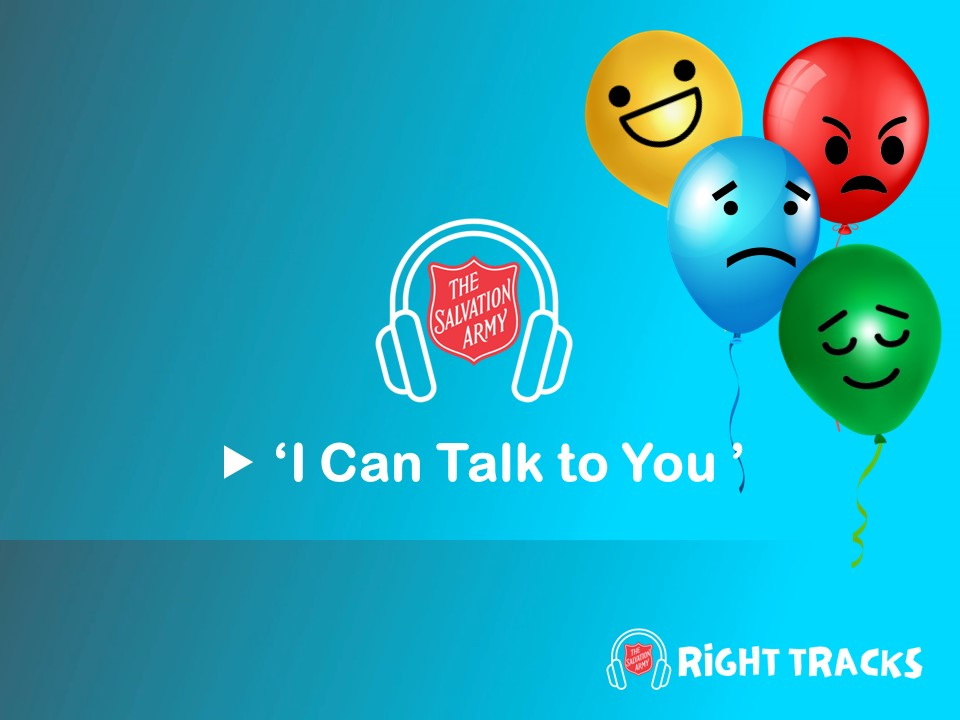 THE
SALVATION
ARMY
‘I Can Talk to You ’
THE
SALVATION
ARMY
RiGHT TRACKS